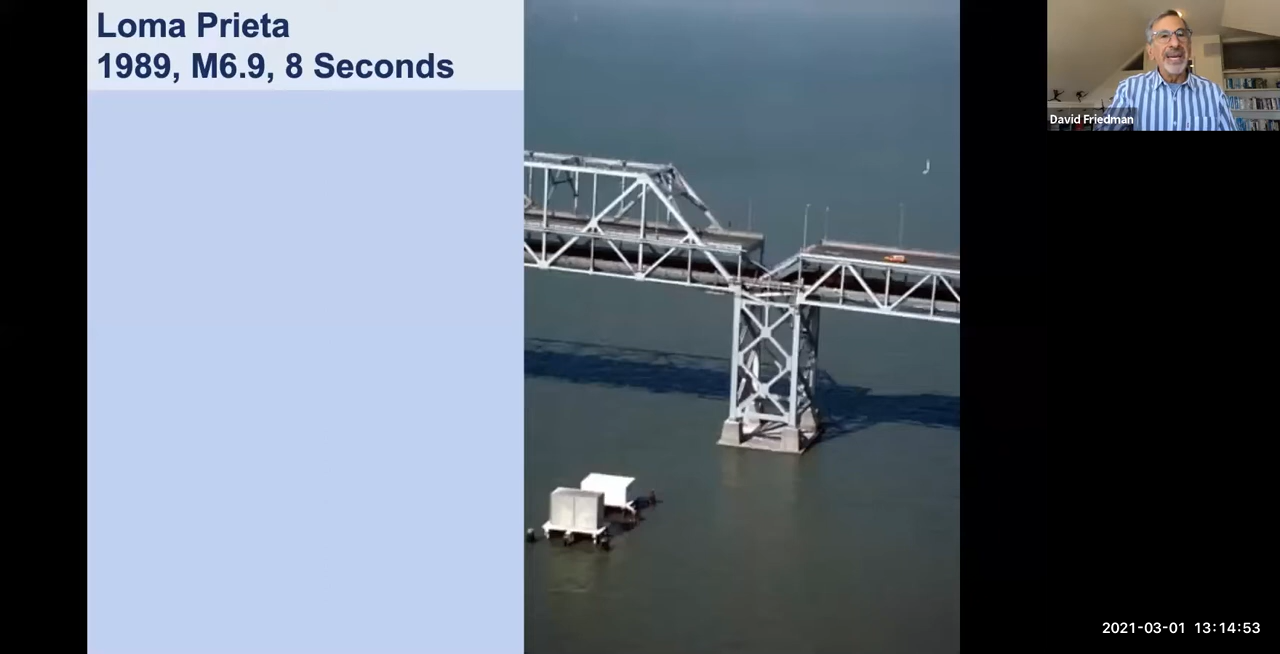 Loma Prieta
1989, M6.9, 8 Seconds
David Friedman
2021-03-01 13:14:53